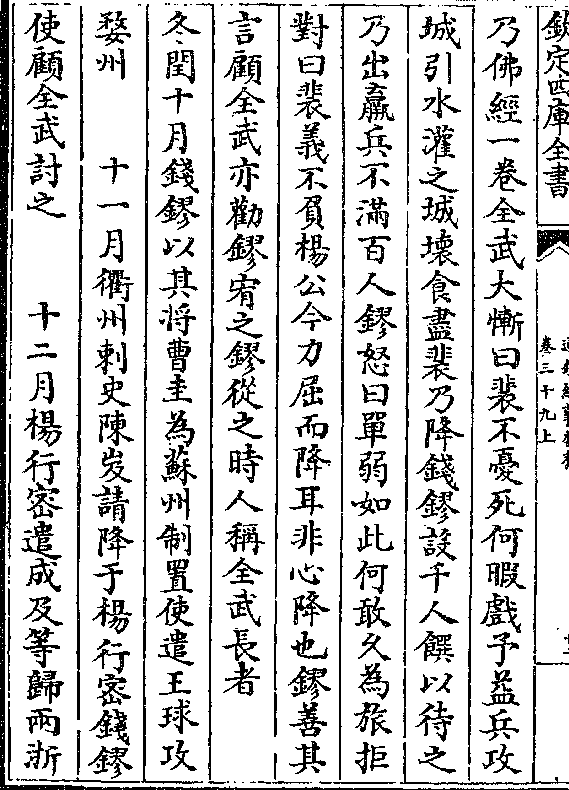 欽定四庫全書
卷三十九上
乃佛經一卷全武大慚曰裴不憂死何暇戲予益兵攻
城引水灌之城壞食盡裴乃降錢鏐設千人饌以待之
乃出羸兵不滿百人鏐怒曰單弱如此何敢久為旅拒
對曰裴義不負楊公今力屈而降耳非心降也鏐善其
言顧全武亦勸鏐宥之鏐從之時人稱全武長者
冬閏十月錢鏐以其將曹圭為蘇州制置使遣王球攻
婺州　十一月衢州刺史陳岌請降于楊行密錢鏐
使顧全武討之　十二月楊行密遣成及等歸兩浙